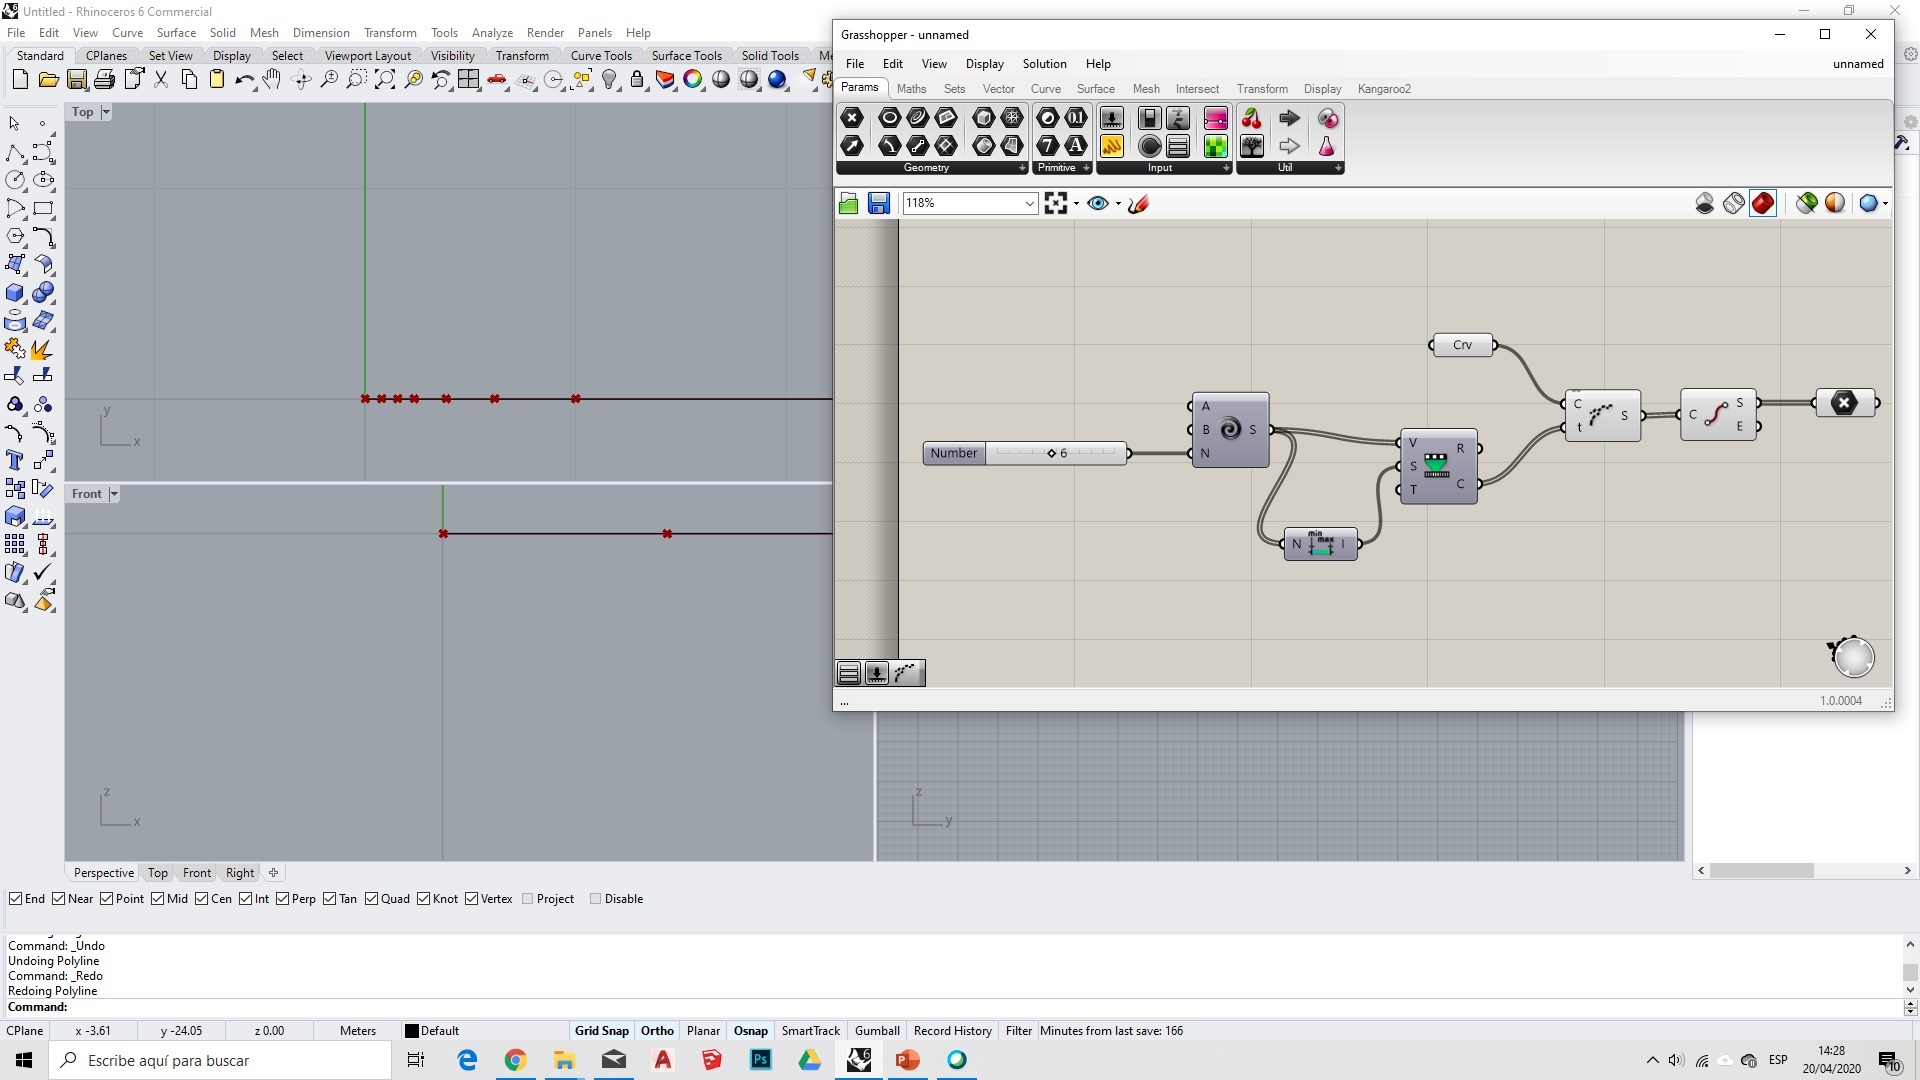 Untitled - Rhinoceros 6 Commercial
File Edit View Curve Surface Solid Mesh Dimension Transform Tools Analyze Render Panels Help
Standard CPlanes Set View Display Select Viewport Layout Visibility Transform Curve Tools Surface Tools Solid Tools Me
Top
y
x
Front
z
x
z
y
Grasshopper - unnamed
File Edit View Display Solution Help unnamed
Params Maths Sets Vector Curve Surface Mesh Intersect Transform Display Kangaroo2
Geometry Primitive Input Util
118%
Crv
Number 6
A
B S
N
V R
S
T C
N min max I
C
t S
C S
E
...
1.0.0004
Perspective Top Front Right
End Near Point Mid Cen Int Perp Tan Quad Knot Vertex Project Disable
Command: _Undo
Undoing Polyline
Command: _Redo
Redoing Polyline
Command:
CPlane x -3.61 y -24.05 z 0.00 Meters Default Grid Snap Ortho Planar Osnap SmartTrack Gumball Record History Filter Minutes from last save: 166
Escribe aquí para buscar
ESP
14:28
20/04/2020
10